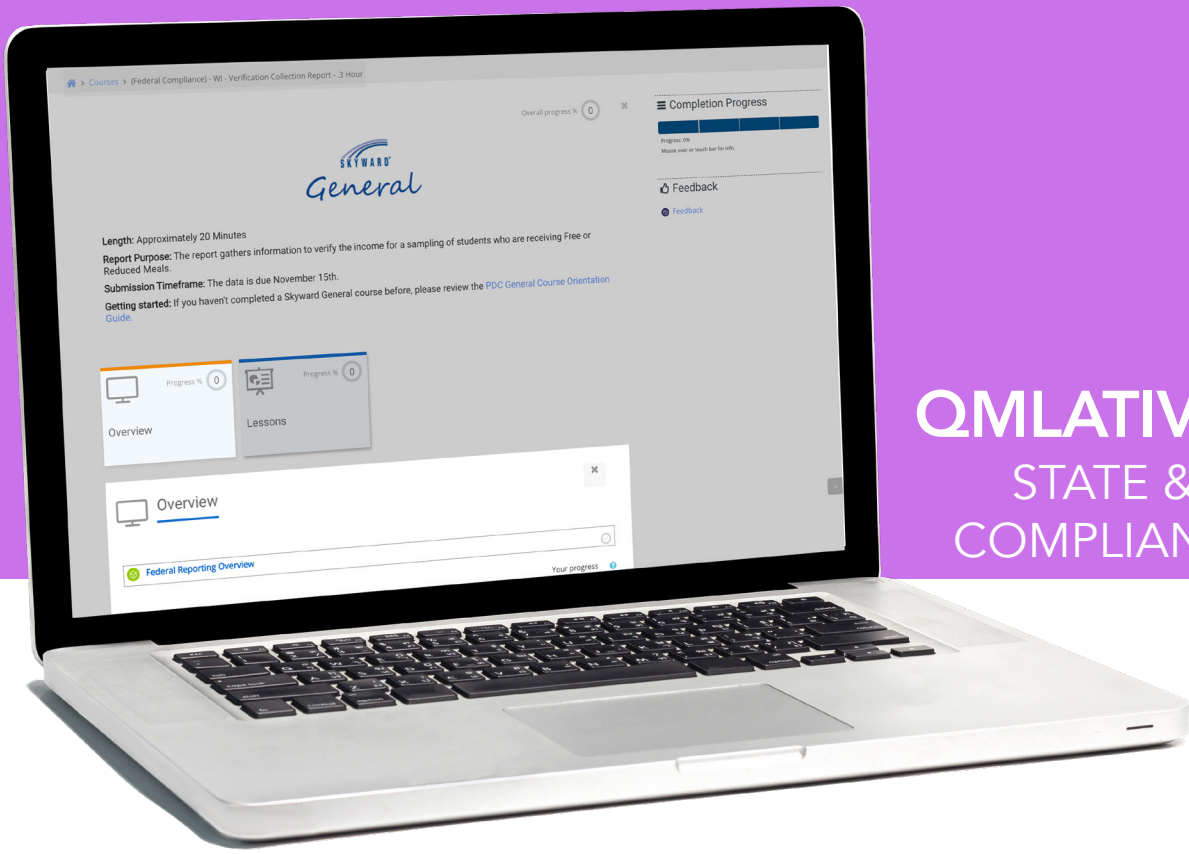 Courses > (Federal Compliance) - WI - Verification Collection Report - .3 Hour
Overall progress % 0
SKYWARD
General
Length: Approximately 20 Minutes
Report Purpose: The report gathers information to verify the income for a sampling of students who are receiving Free or
Reduced Meals.
Submission Timeframe: The data is due November 15th.
Getting started: If you haven't completed a Skyward General course before, please review the PDC General Course Orientation
Guide.
Progress % 0
Overview
Progress % 0
Lessons
Overview
Federal Reporting Overview
Your progress
Completion Progress
Progress: 0%
Mouse over or touch bar for info.
Feedback
Feedback
QMLATIV
STATE &
COMPLIAN